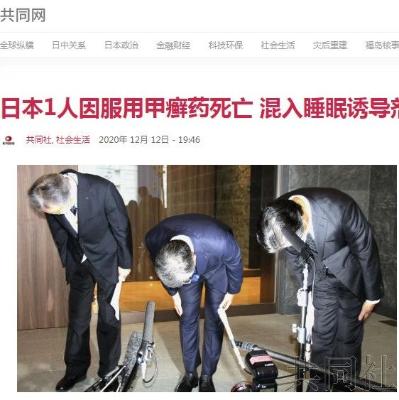 共同网
全球纵横 日中关系 日本政治 金融财经 科技环保 社会生活 灾后重建 福岛核事
日本1人因服用甲癣药死亡 混入睡眠诱导剂
共同社, 社会生活 2020年 12月 12日 - 19:46
共同社